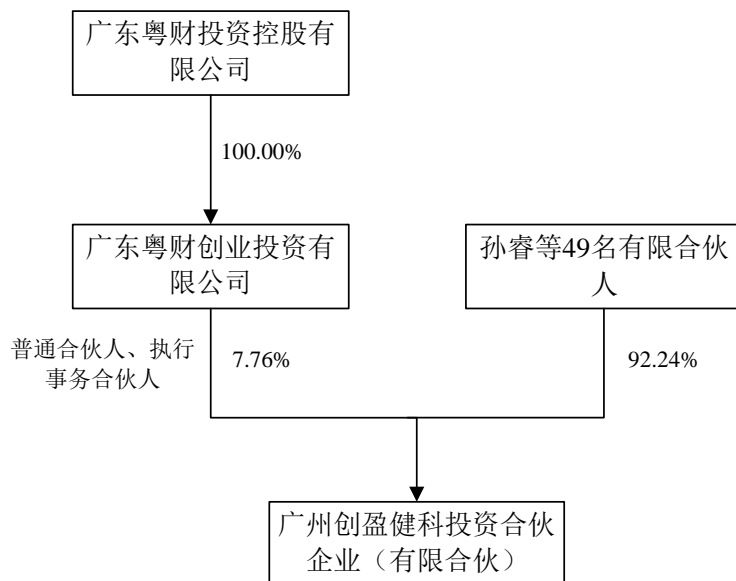 广东粤财投资控股有
限公司
100.00%
广东粤财创业投资有
限公司
孙睿等49名有限合伙
人
普通合伙人、执行
事务合伙人
7.76%
92.24%
广州创盈健科投资合伙
企业（有限合伙）